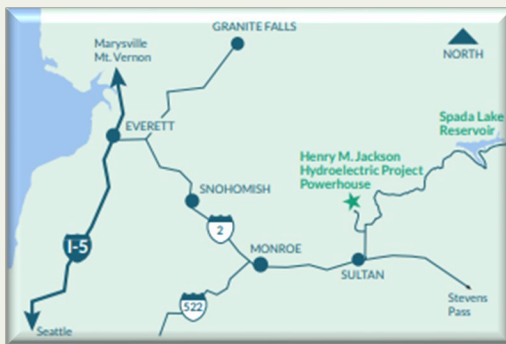 GRANITE FALLS
Marysville
Mt. Vernon
NORTH
EVERETT
Spada Lake
Reservoir
Henry M. Jackson
Hydroelectric Project
Powerhouse
SNOHOMISH
2
I-5
MONROE
SULTAN
522
Stevens
Pass
Seattle